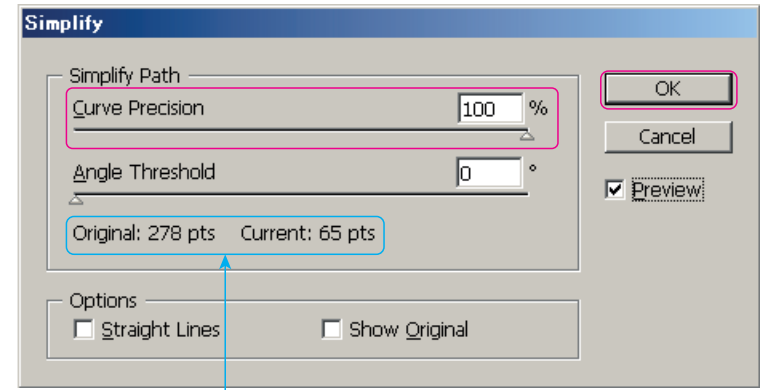 Simplify
Simplify Path
Curve Precision 100 %
Angle Threshold 0 °
Original: 278 pts Current: 65 pts
Options
Straight Lines Show Original
OK
Cancel
Preview